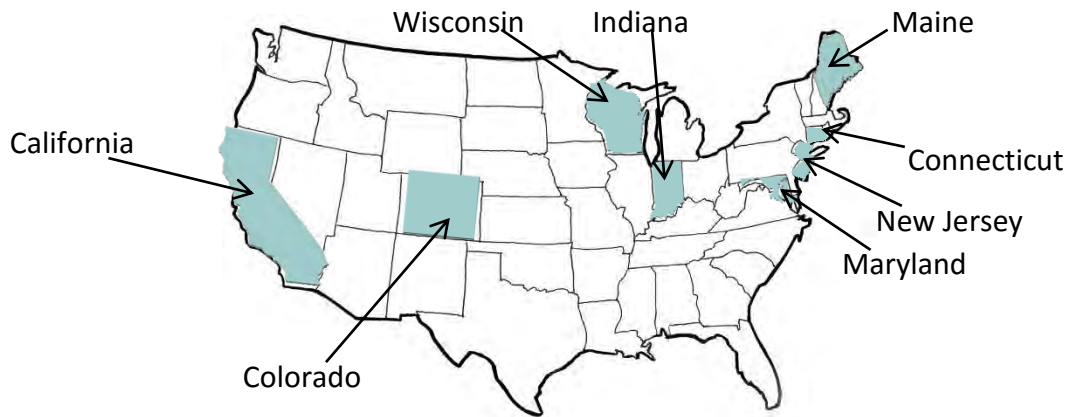 Wisconsin
Indiana
Maine
California
Connecticut
New Jersey
Maryland
Colorado